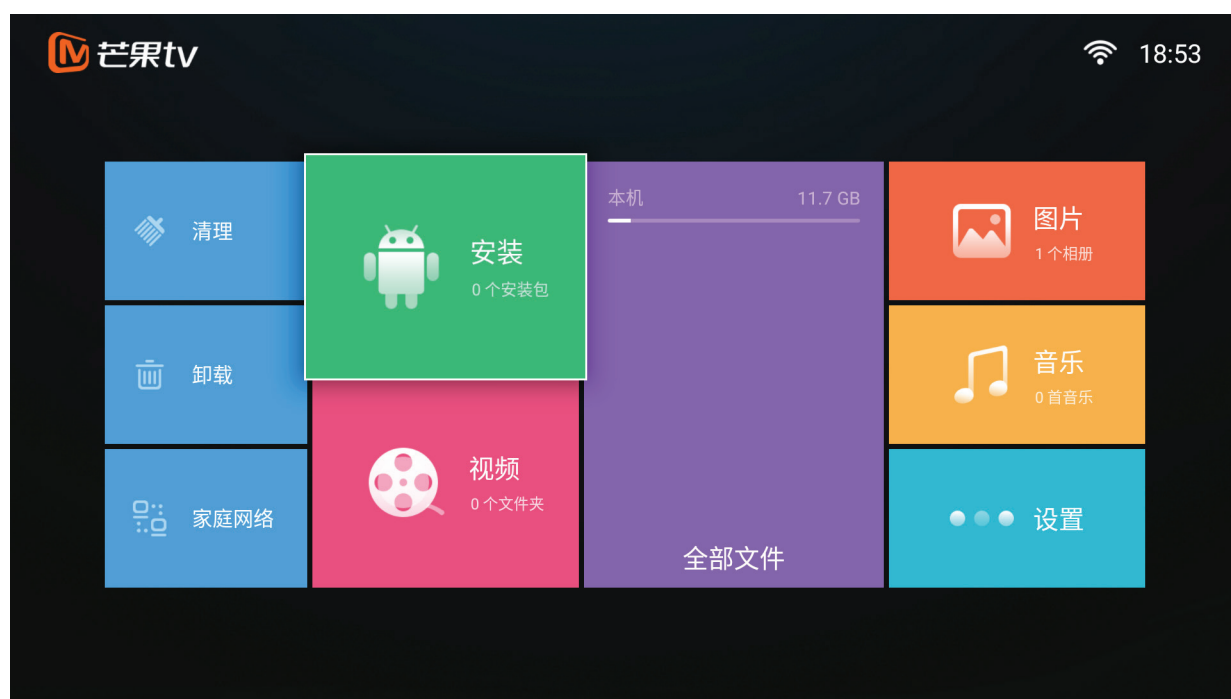 芒果tv
18:53
清理
安装
0 个安装包
本机
11.7 GB
图片
1 个相册
卸载
音乐
0 首音乐
视频
0 个文件夹
家庭网络
全部文件
设置